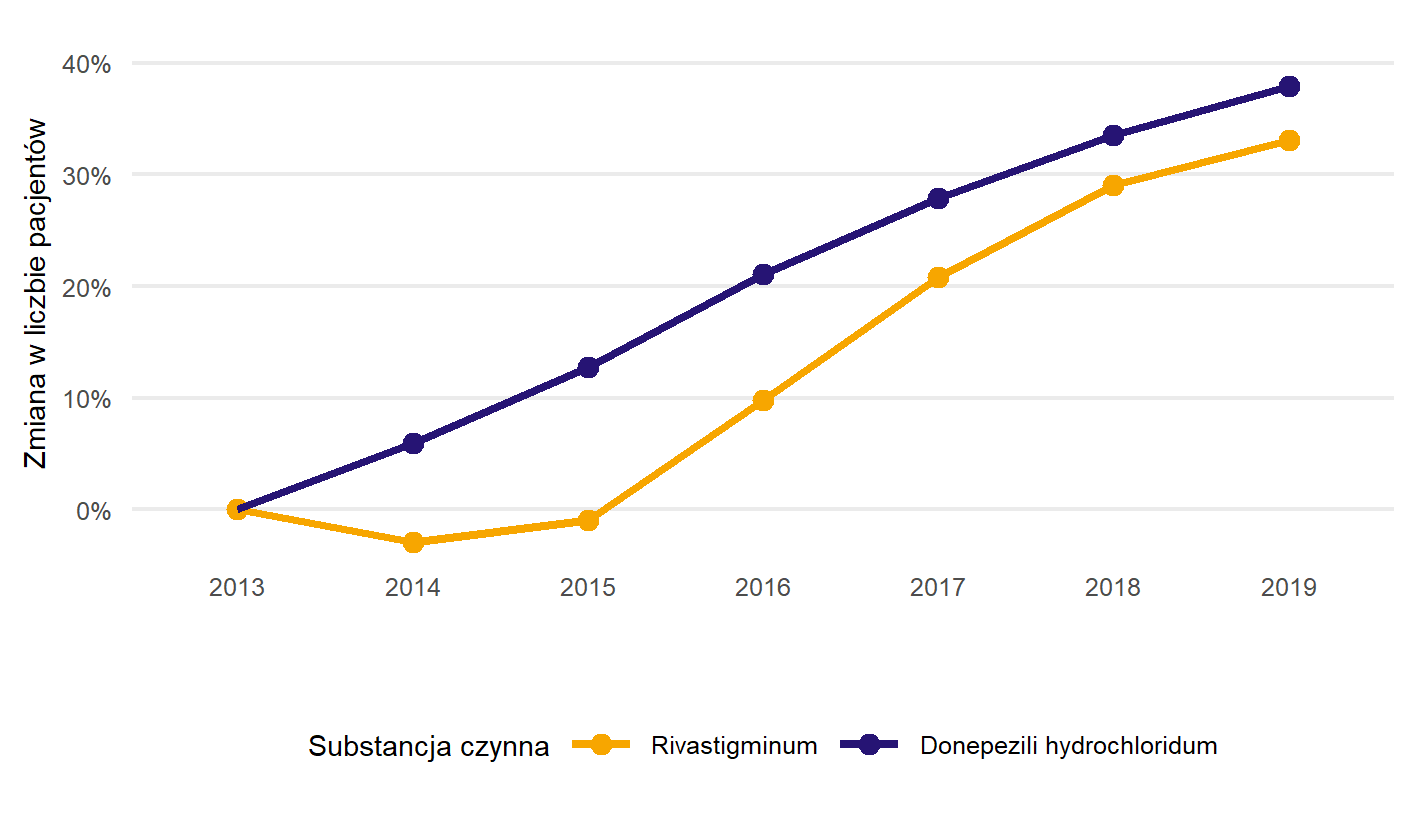 Zmiana w liczbie pacjentów
40%
30%
20%
10%
0%
2013 2014 2015 2016 2017 2018 2019
Substancja czynna Rivastigminum Donepezili hydrochloridum